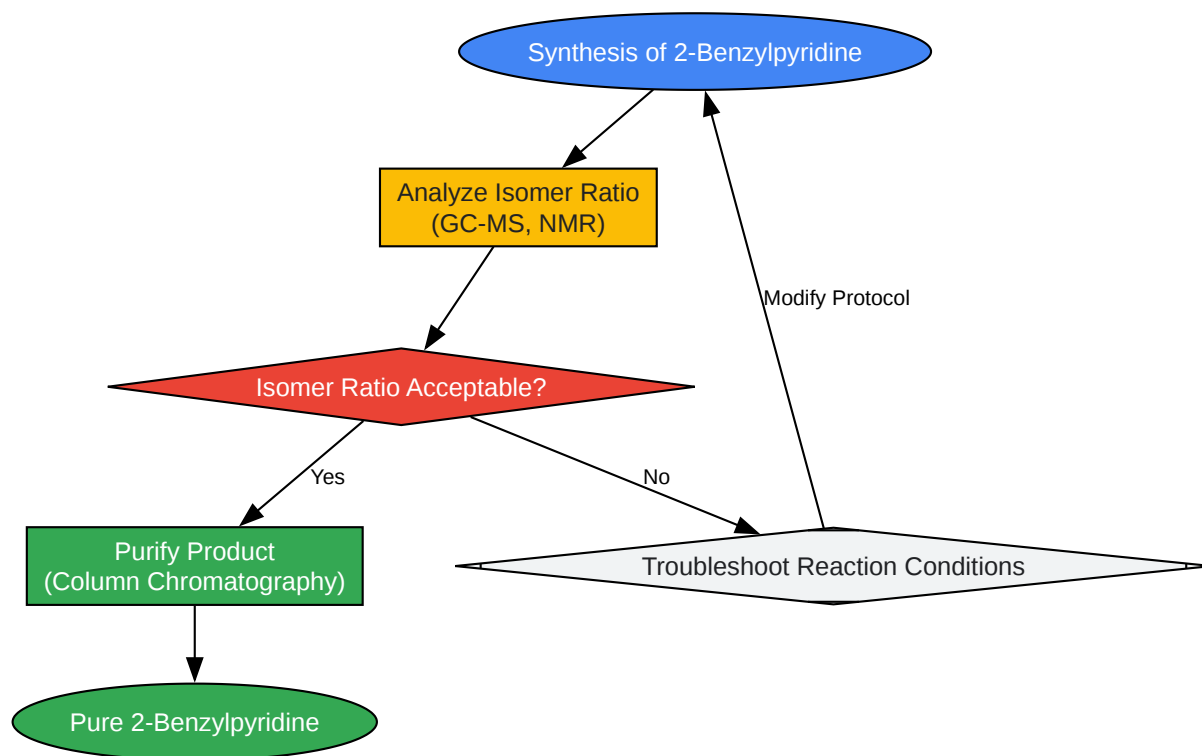 Synthesis of 2-Benzylpyridine
Analyze Isomer Ratio
(GC-MS, NMR)
Modify Protocol
Isomer Ratio Acceptable?
Yes
No
Purify Product
(Column Chromatography)
Troubleshoot Reaction Conditions
Pure 2-Benzylpyridine